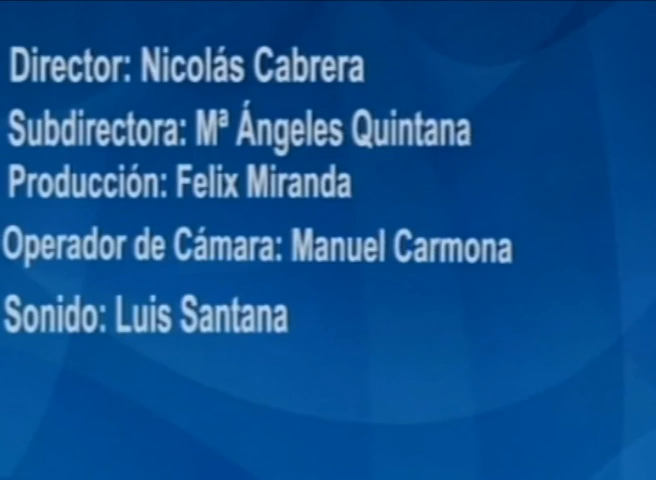 Director: Nicolás Cabrera
Subdirectora: Mª Ángeles Quintana
Producción: Felix Miranda
Operador de Cámara: Manuel Carmona
Sonido: Luis Santana